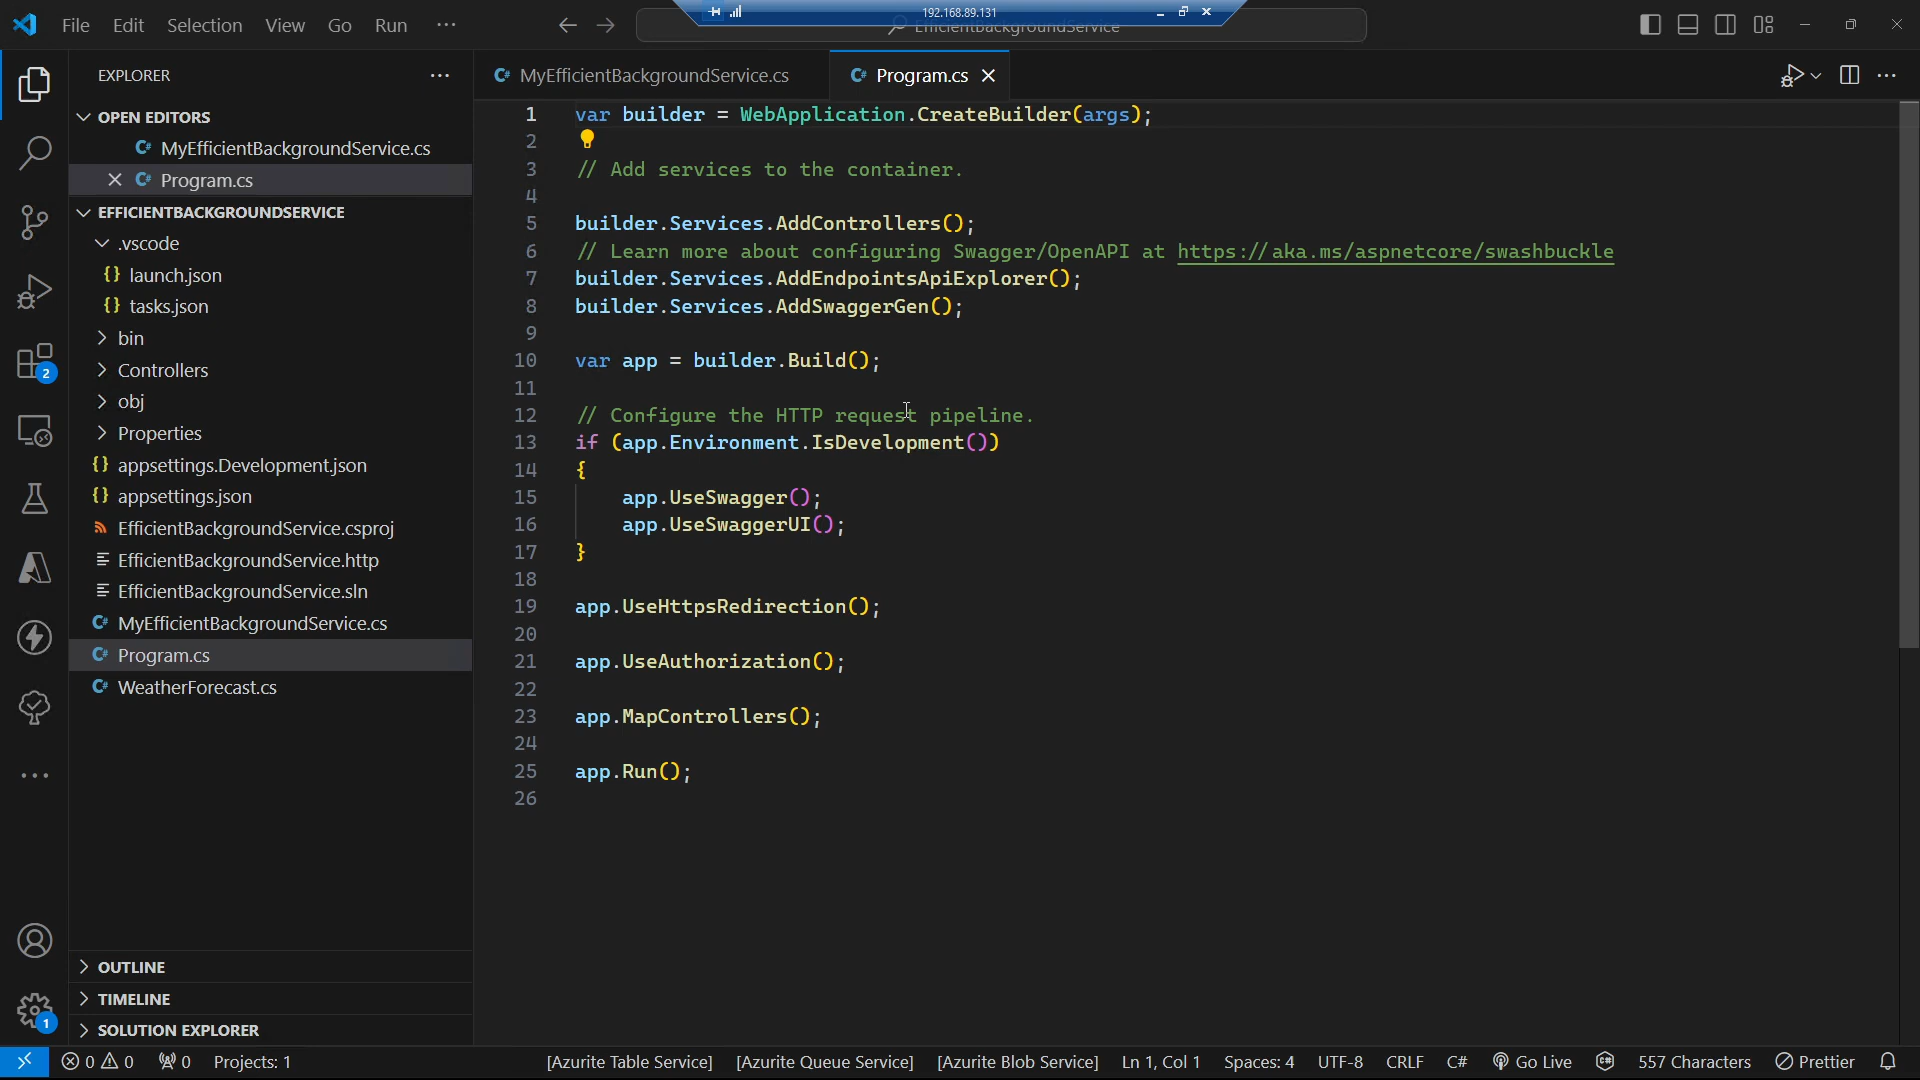 File Edit Selection View Go Run ···
192.168.89.131
EfficientBackgroundService
EXPLORER
OPEN EDITORS
MyEfficientBackgroundService.cs
Program.cs
EFFICIENTBACKGROUNDSERVICE
.vscode
{} launch.json
{} tasks.json
bin
Controllers
obj
Properties
{} appsettings.Development.json
{} appsettings.json
EfficientBackgroundService.csproj
EfficientBackgroundService.http
EfficientBackgroundService.sln
C# MyEfficientBackgroundService.cs
C# Program.cs
C# WeatherForecast.cs
OUTLINE
TIMELINE
SOLUTION EXPLORER
2
1
C# MyEfficientBackgroundService.cs
C# Program.cs
1 var builder = WebApplication.CreateBuilder(args);
2
3 // Add services to the container.
4
5 builder.Services.AddControllers();
6 // Learn more about configuring Swagger/OpenAPI at https://aka.ms/aspnetcore/swashbuckle
7 builder.Services.AddEndpointsApiExplorer();
8 builder.Services.AddSwaggerGen();
9
10 var app = builder.Build();
11
12 // Configure the HTTP request pipeline.
13 if (app.Environment.IsDevelopment())
14 {
15 app.UseSwagger();
16 app.UseSwaggerUI();
17 }
18
19 app.UseHttpsRedirection();
20
21 app.UseAuthorization();
22
23 app.MapControllers();
24
25 app.Run();
26
0 0 0 Projects: 1 [Azurite Table Service] [Azurite Queue Service] [Azurite Blob Service] Ln 1, Col 1 Spaces: 4 UTF-8 CRLF C# Go Live 557 Characters Prettier